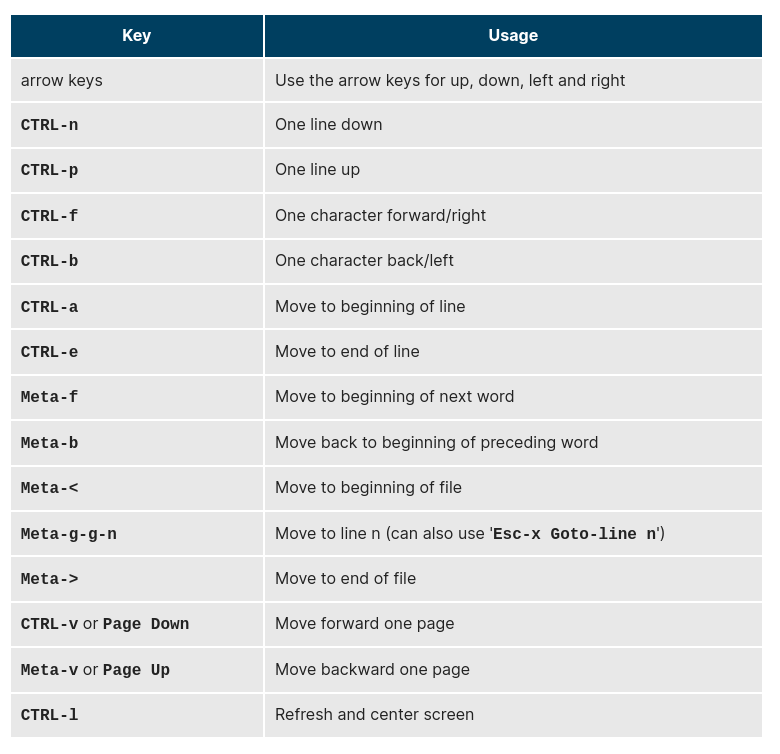 Key Usage
arrow keys Use the arrow keys for up, down, left and right
CTRL-n One line down
CTRL-p One line up
CTRL-f One character forward/right
CTRL-b One character back/left
CTRL-a Move to beginning of line
CTRL-e Move to end of line
Meta-f Move to beginning of next word
Meta-b Move back to beginning of preceding word
Meta-< Move to beginning of file
Meta-g-g-n Move to line n (can also use 'Esc-x Goto-line n')
Meta-> Move to end of file
CTRL-v or Page Down Move forward one page
Meta-v or Page Up Move backward one page
CTRL-l Refresh and center screen